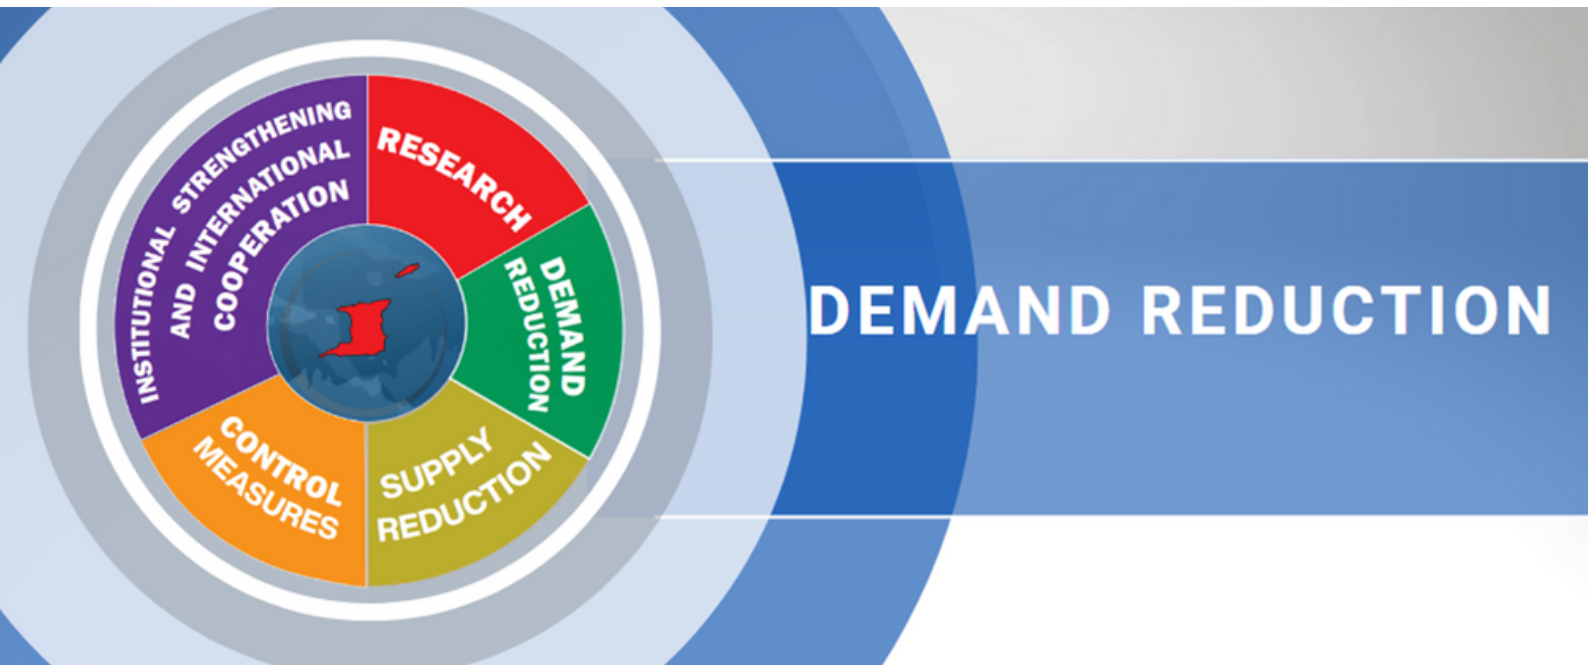 INSTITUTIONAL STRENGTHENING
AND INTERNATIONAL
COOPERATION
RESEARCH
DEMAND
REDUCTION
SUPPLY
REDUCTION
CONTROL
MEASURES
DEMAND REDUCTION